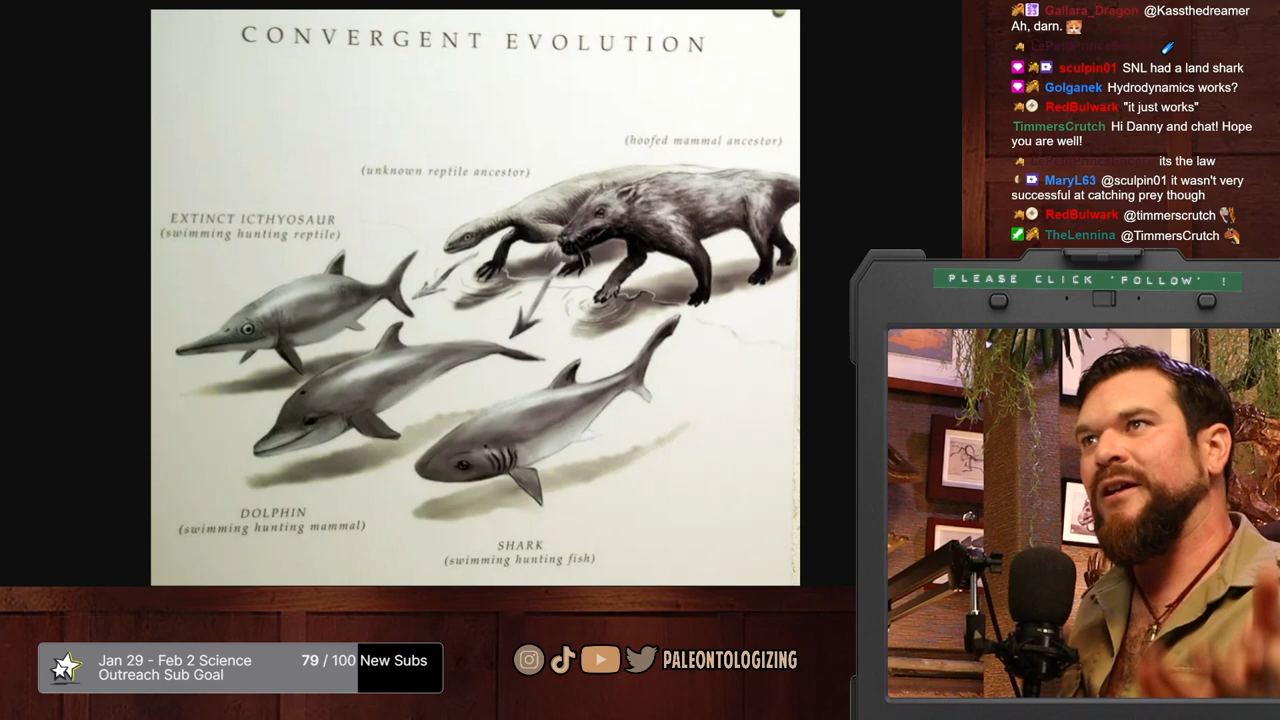 CONVERGENT EVOLUTION
(hoofed mammal ancestor)
(unknown reptile ancestor)
EXTINCT ICTHYOSAUR
(swimming hunting reptile)
DOLPHIN
(swimming hunting mammal)
SHARK
(swimming hunting fish)
Gallara_Dragon @Kassthedreamer
Ah, darn.
sculpin01 SNL had a land shark
Golganek Hydrodynamics works?
RedBulwark "it just works"
TimmersCrutch Hi Danny and chat! Hope
you are well!
its the law
MaryL63 @sculpin01 it wasn't very
successful at catching prey though
RedBulwark @timmerscrutch
TheLennina @TimmersCrutch
PLEASE CLICK 'FOLLOW' !
Jan 29 - Feb 2 Science
Outreach Sub Goal
79 / 100 New Subs
PALEONTOLOGIZING